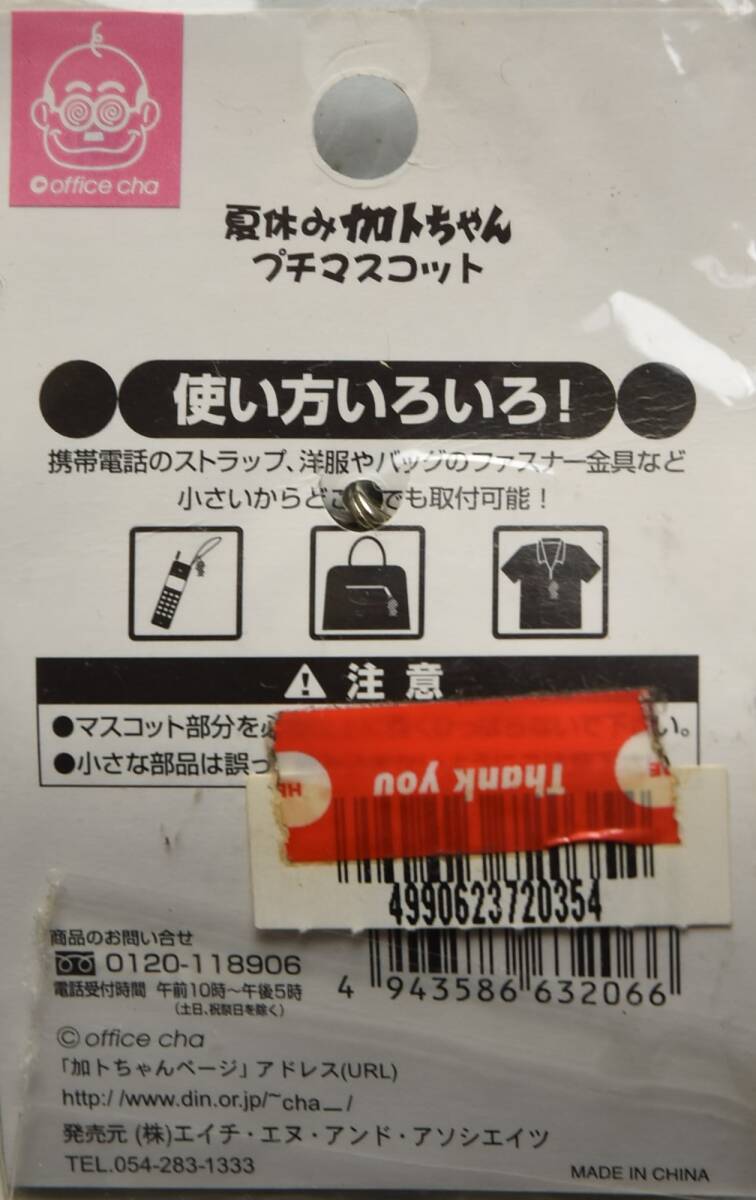 ©office cha
夏休み加トちゃん
プチマスコット
使い方いろいろ!
携帯電話のストラップ、洋服やバッグのファスナー金具など
小さいからど でも取付可能!
注意
●マスコット部分を い。
●小さな部品は誤っ
Thank you
4990623720354
商品のお問い合せ
0120-118906
電話受付時間 午前10時〜午後5時
(土日、祝祭日を除く)
4 943586 632066
©office cha
「加トちゃんページ」アドレス(URL)
http://www.din.or.jp/~cha_/
発売元 (株)エイチ・エヌ・アンド・アソシエイツ
TEL.054-283-1333
MADE IN CHINA